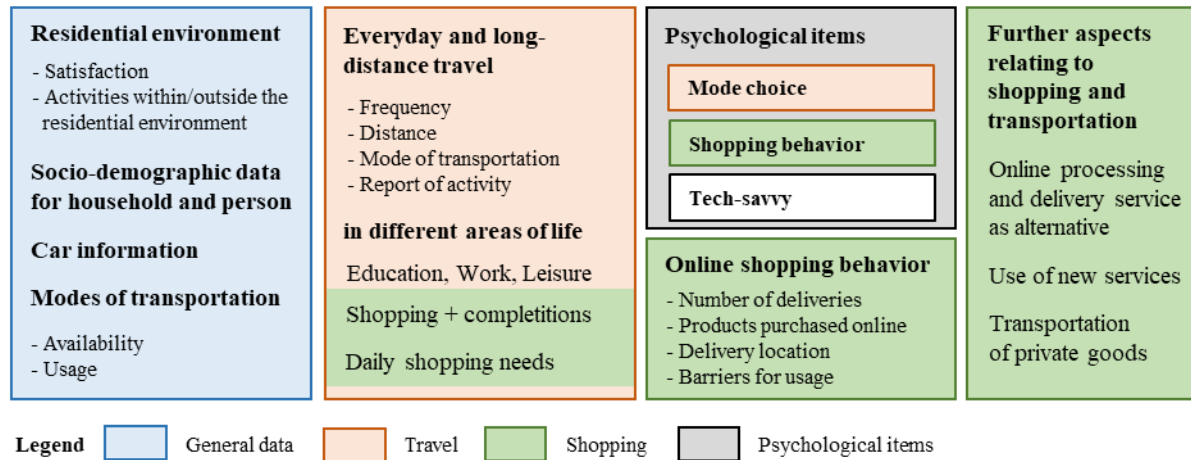 Residential environment
- Satisfaction
- Activities within/outside the
residential environment
Socio-demographic data
for household and person
Car information
Modes of transportation
- Availability
- Usage
Everyday and long-
distance travel
- Frequency
- Distance
- Mode of transportation
- Report of activity
in different areas of life
Education, Work, Leisure
Shopping + completitions
Daily shopping needs
Psychological items
Mode choice
Shopping behavior
Tech-savvy
Online shopping behavior
- Number of deliveries
- Products purchased online
- Delivery location
- Barriers for usage
Further aspects
relating to
shopping and
transportation
Online processing
and delivery service
as alternative
Use of new services
Transportation
of private goods
Legend General data Travel Shopping Psychological items